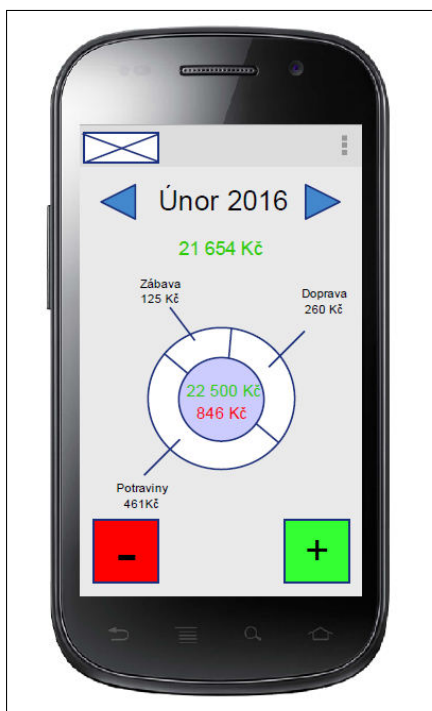 Únor 2016
21 654 Kč
Zábava
125 Kč
Doprava
260 Kč
22 500 Kč
846 Kč
Potraviny
461Kč
-
+